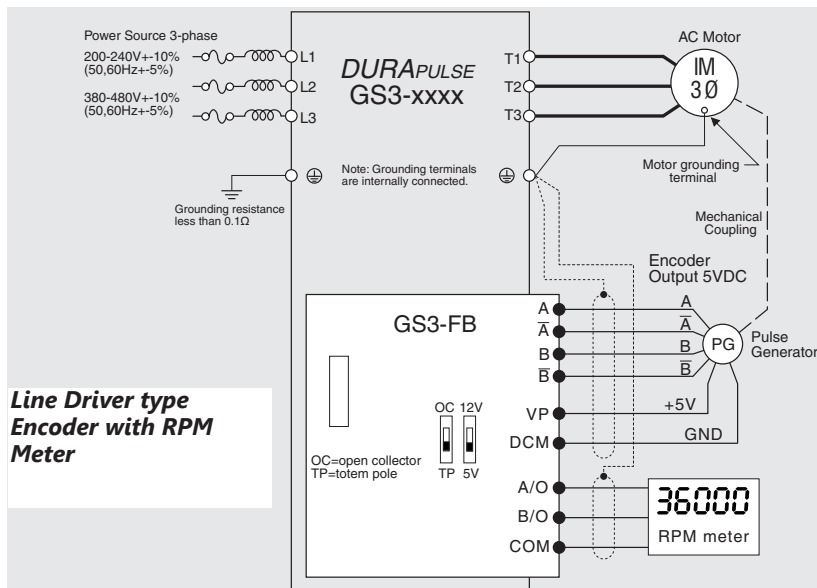 Power Source 3-phase
200-240V+-10%
(50,60Hz+-5%)
380-480V+-10%
(50,60Hz+-5%)
L1
L2
L3
DURAPULSE
GS3-xxxx
T1
T2
T3
AC Motor
IM
3Ø
Note: Grounding terminals
are internally connected.
Grounding resistance
less than 0.1Ω
Motor grounding
terminal
Mechanical
Coupling
Encoder
Output 5VDC
GS3-FB
A
A̅
B
B̅
VP
DCM
A
A̅
B
B̅
+5V
GND
PG
Pulse
Generator
Line Driver type
Encoder with RPM
Meter
OC 12V
TP 5V
OC=open collector
TP=totem pole
A/O
B/O
COM
36000
RPM meter